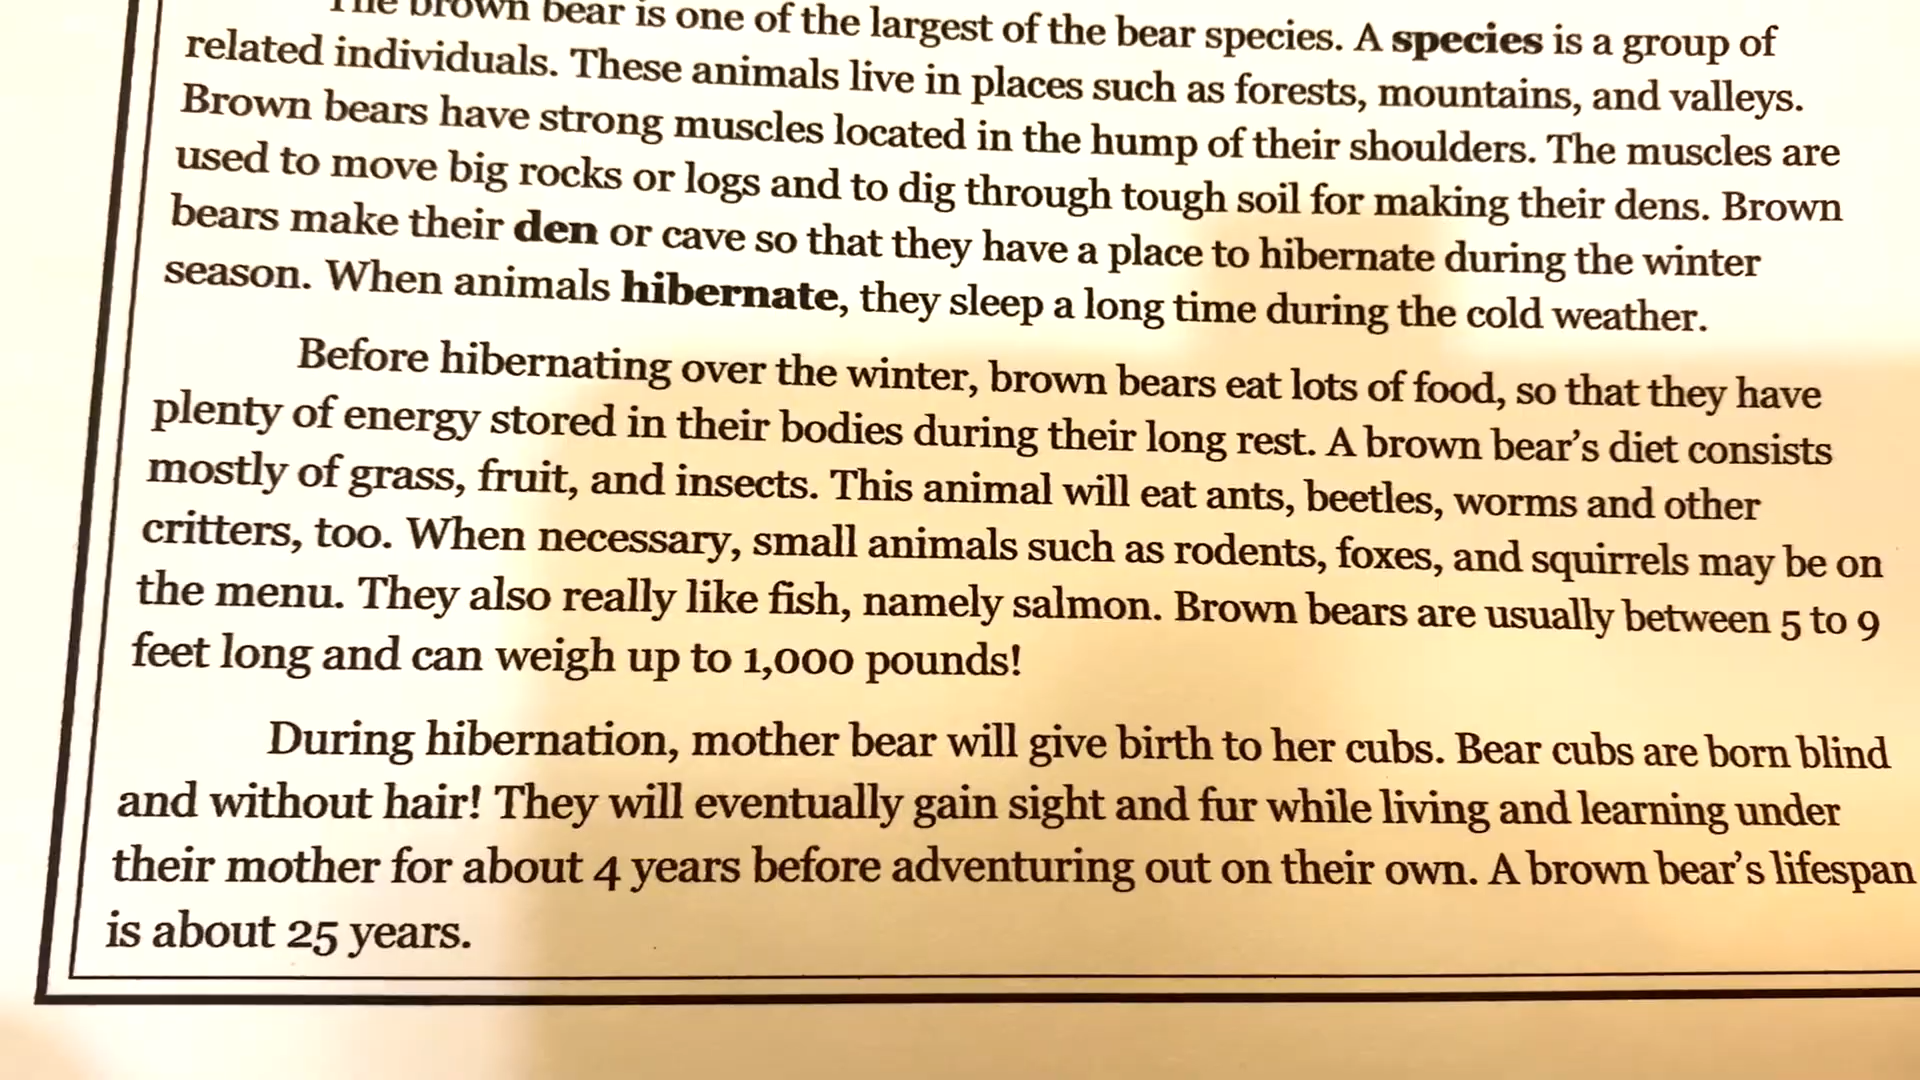 The brown bear is one of the largest of the bear species. A species is a group of
related individuals. These animals live in places such as forests, mountains, and valleys.
Brown bears have strong muscles located in the hump of their shoulders. The muscles are
used to move big rocks or logs and to dig through tough soil for making their dens. Brown
bears make their den or cave so that they have a place to hibernate during the winter
season. When animals hibernate, they sleep a long time during the cold weather.
Before hibernating over the winter, brown bears eat lots of food, so that they have
plenty of energy stored in their bodies during their long rest. A brown bear's diet consists
mostly of grass, fruit, and insects. This animal will eat ants, beetles, worms and other
critters, too. When necessary, small animals such as rodents, foxes, and squirrels may be on
the menu. They also really like fish, namely salmon. Brown bears are usually between 5 to 9
feet long and can weigh up to 1,000 pounds!
During hibernation, mother bear will give birth to her cubs. Bear cubs are born blind
and without hair! They will eventually gain sight and fur while living and learning under
their mother for about 4 years before adventuring out on their own. A brown bear's lifespan
is about 25 years.